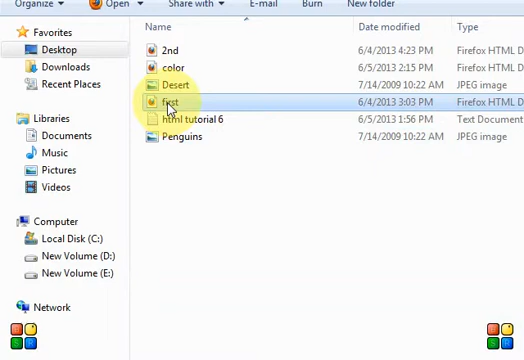 Organize Open Share with E-mail Burn New folder
Favorites
Desktop
Downloads
Recent Places
Libraries
Documents
Music
Pictures
Videos
Computer
Local Disk (C:)
New Volume (D:)
New Volume (E:)
Network
Name Date modified Type
2nd 6/4/2013 4:23 PM Firefox HTML D
color 6/5/2013 2:15 PM Firefox HTML D
Desert 7/14/2009 10:22 AM JPEG image
first 6/4/2013 3:03 PM Firefox HTML D
html tutorial 6 6/5/2013 1:56 PM Text Document
Penguins 7/14/2009 10:22 AM JPEG image
S R
S R